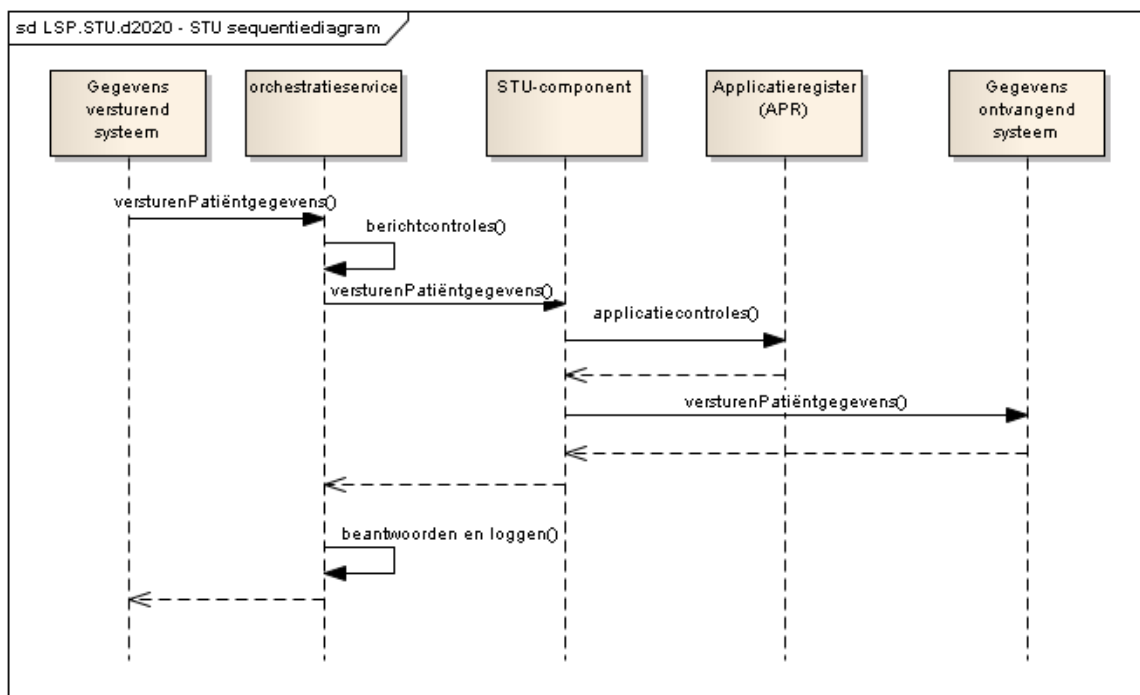 sd LSP.STU.d2020 - STU sequentiediagram
Gegevens
versturend
systeem
orchestratieservice
STU-component
Applicatieregister
(APR)
Gegevens
ontvangend
systeem
versturenPatiëntgegevens()
berichtcontroles()
versturenPatiëntgegevens()
applicatiecontroles()
versturenPatiëntgegevens()
beantwoorden en loggen()